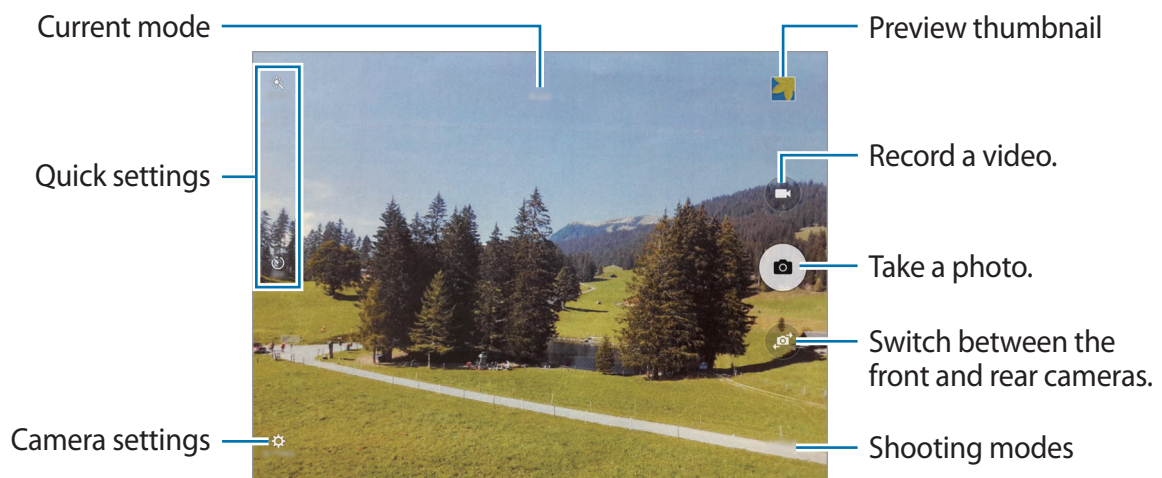 Current mode
Preview thumbnail
Quick settings
Record a video.
Take a photo.
Switch between the
front and rear cameras.
Camera settings
Shooting modes